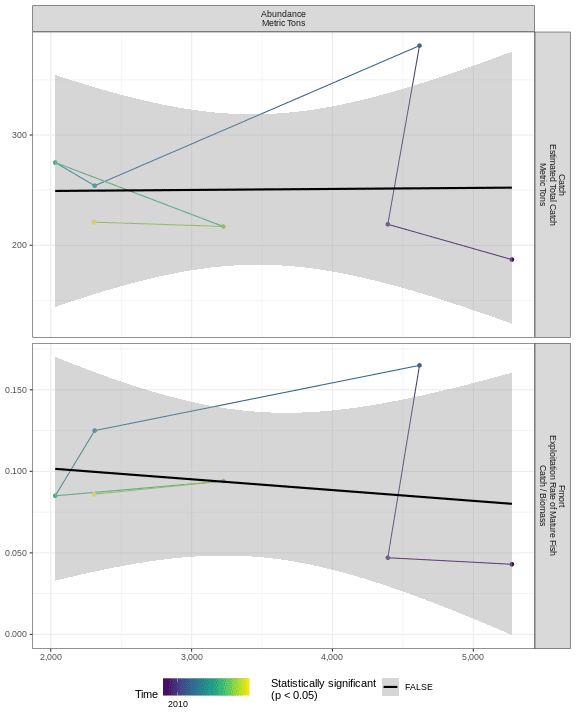 Abundance
Metric Tons
300
200
Catch
Estimated Total Catch
Metric Tons
0.150
0.100
0.050
0.000
Fmort
Exploitation Rate of Mature Fish
Catch / Biomass
2,000 3,000 4,000 5,000
Time
2010
Statistically significant
(p < 0.05)
FALSE